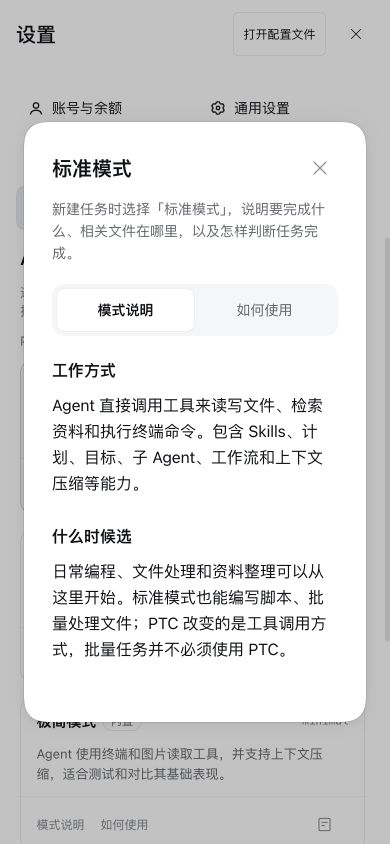 设置
打开配置文件
账号与余额
通用设置
标准模式
新建任务时选择「标准模式」，说明要完成什
么、相关文件在哪里，以及怎样判断任务完
成。
模式说明
如何使用
工作方式
Agent 直接调用工具来读写文件、检索
资料和执行终端命令。包含 Skills、计
划、目标、子 Agent、工作流和上下文
压缩等能力。
什么时候选
日常编程、文件处理和资料整理可以从
这里开始。标准模式也能编写脚本、批
量处理文件；PTC 改变的是工具调用方
式，批量任务并不必须使用 PTC。
极简模式
内置
minimal
Agent 使用终端和图片读取工具，并支持上下文压
缩，适合测试和对比其基础表现。
模式说明
如何使用